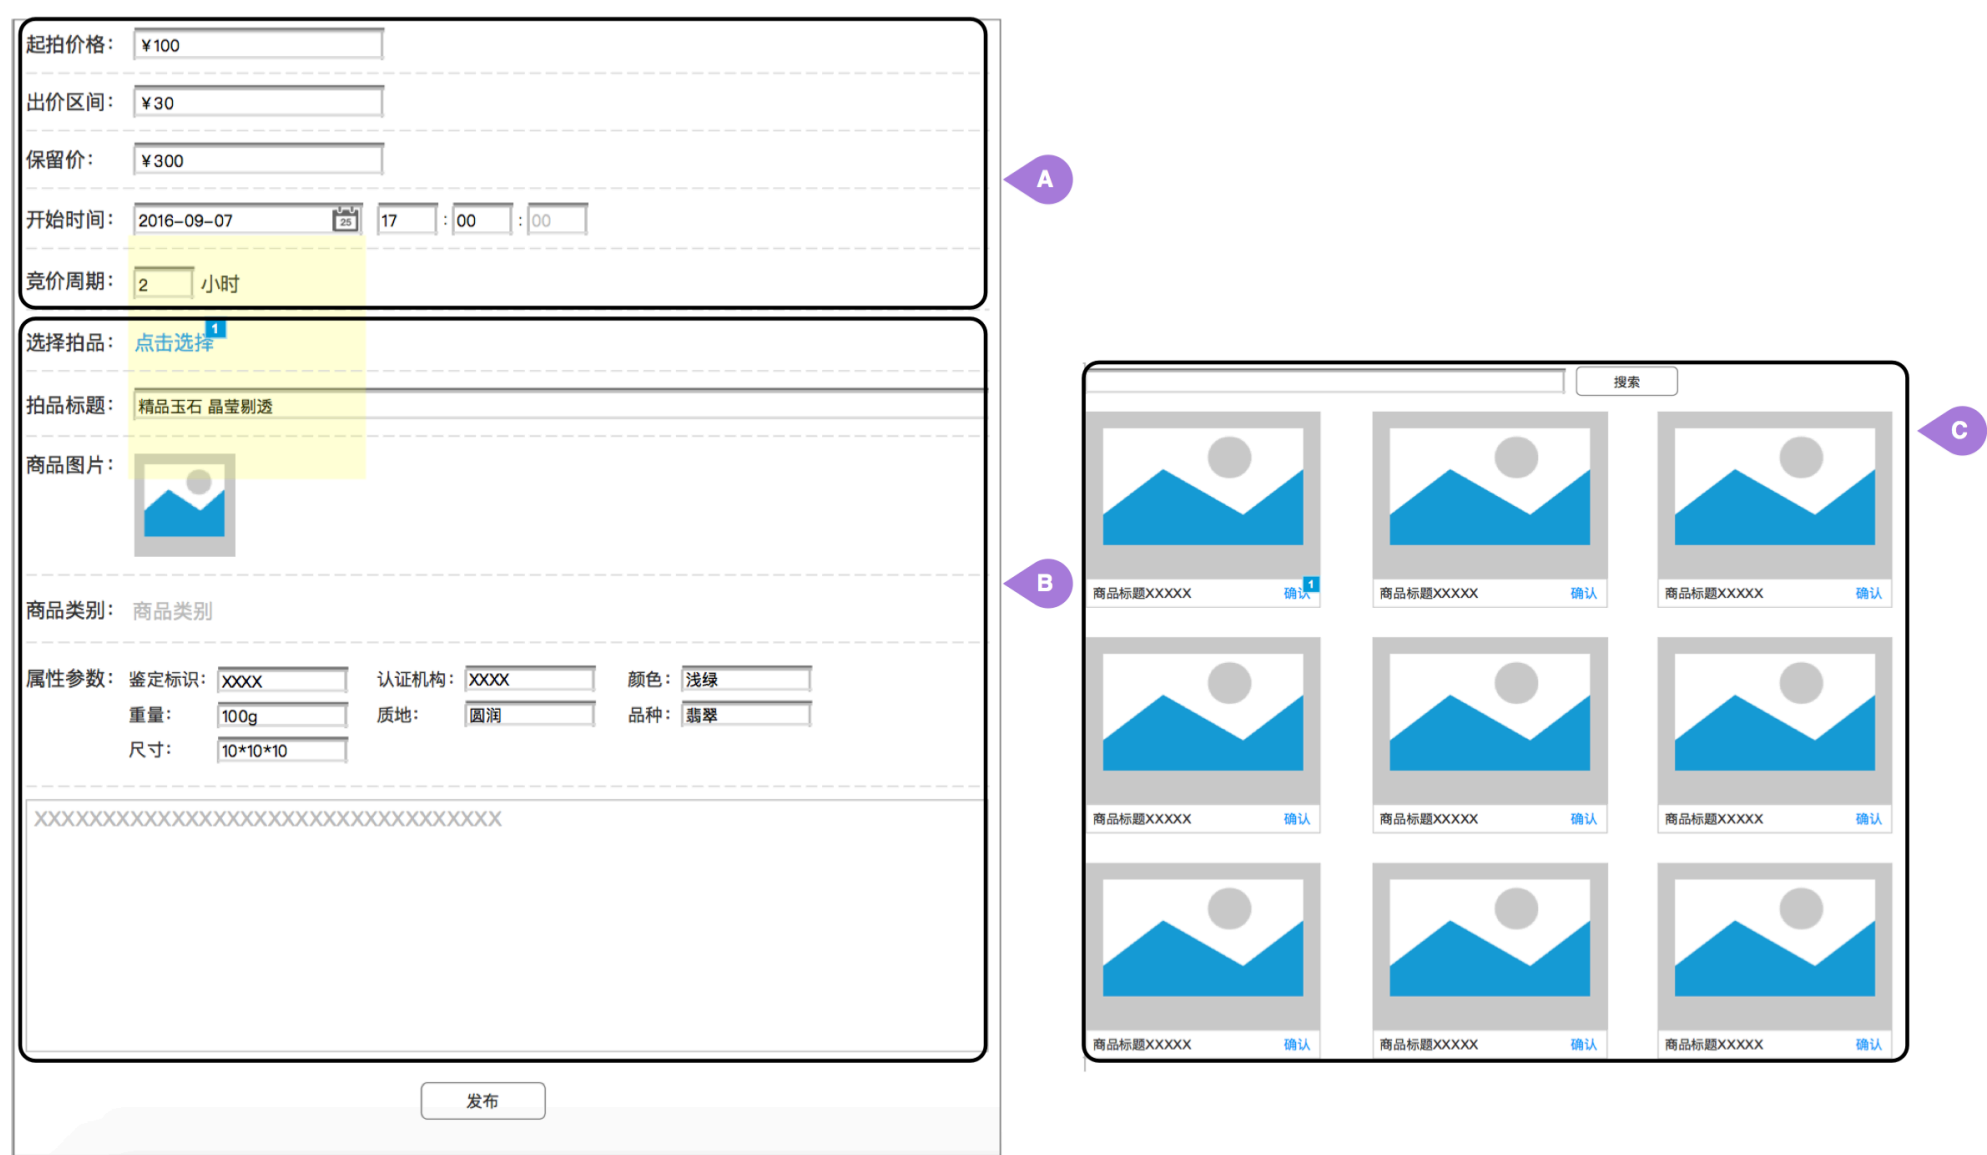 起拍价格： ¥100
出价区间： ¥30
保留价： ¥300
开始时间： 2016-09-07 25 17 : 00 : 00
竞价周期： 2 小时
A
选择拍品： 点击选择 1
拍品标题： 精品玉石 晶莹剔透
商品图片：
B
商品类别： 商品类别
属性参数： 鉴定标识： XXXX 认证机构： XXXX 颜色： 浅绿
重量： 100g 质地： 圆润 品种： 翡翠
尺寸： 10*10*10
XXXXXXXXXXXXXXXXXXXXXXXXXXXXXXXXXX
发布
搜索
C
商品标题XXXXX 确认 1 商品标题XXXXX 确认 商品标题XXXXX 确认
商品标题XXXXX 确认 商品标题XXXXX 确认 商品标题XXXXX 确认
商品标题XXXXX 确认 商品标题XXXXX 确认 商品标题XXXXX 确认